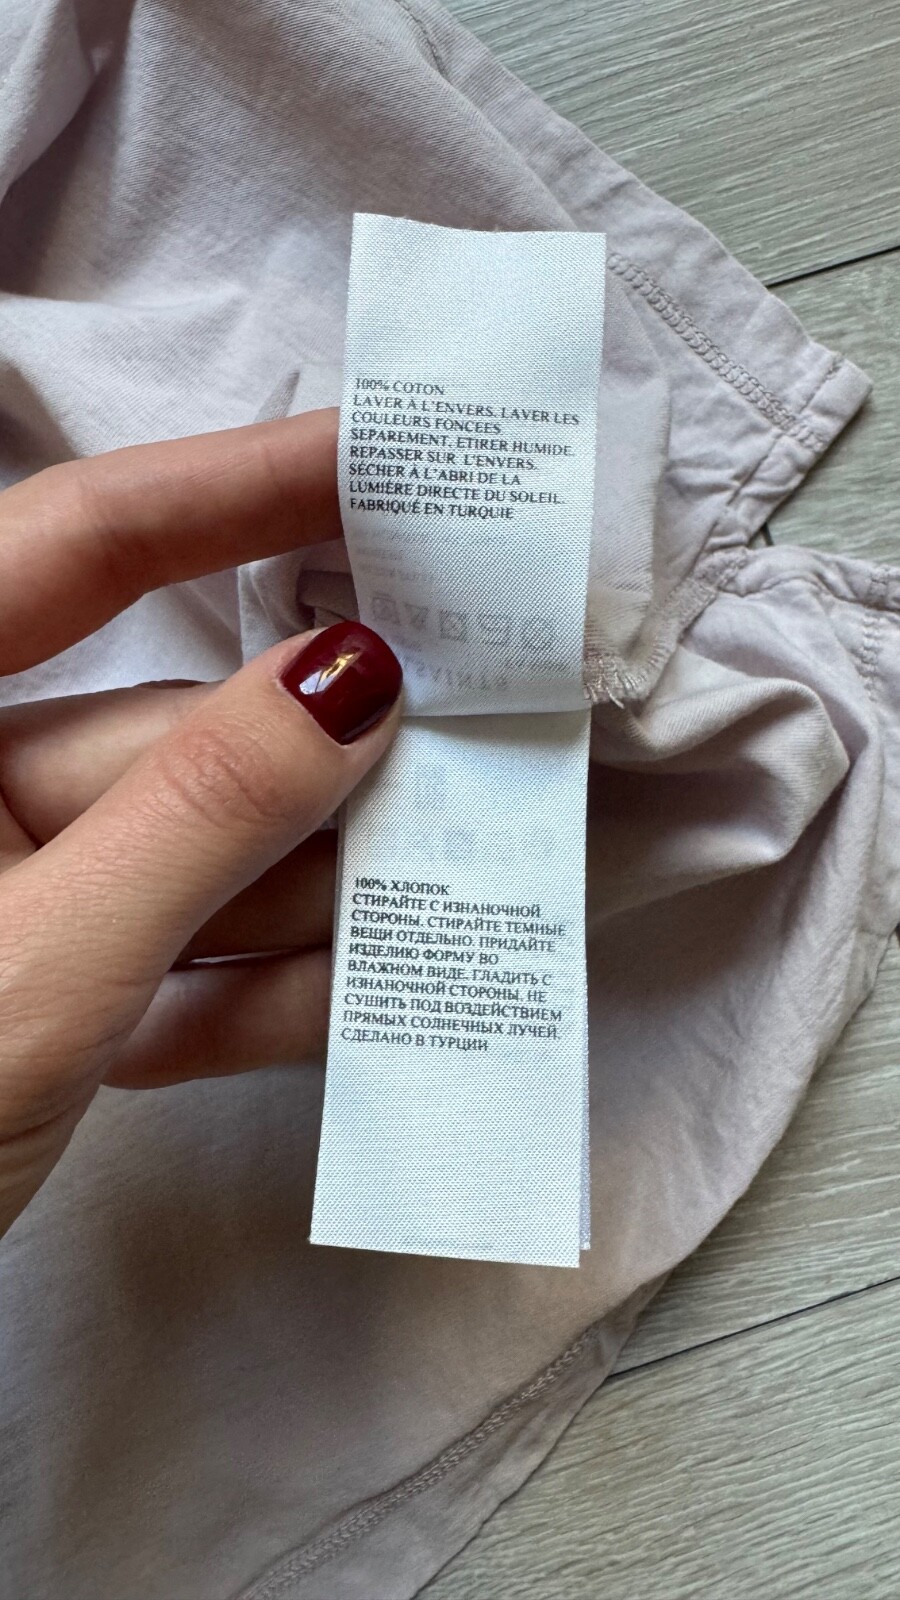 100% COTON
LAVER À L'ENVERS. LAVER LES
COULEURS FONCEES
SEPAREMENT. ETIRER HUMIDE.
REPASSER SUR L'ENVERS.
SÉCHER À L'ABRI DE LA
LUMIÈRE DIRECTE DU SOLEIL.
FABRIQUÉ EN TURQUIE
100% ХЛОПОК
СТИРАЙТЕ С ИЗНАНОЧНОЙ
СТОРОНЫ. СТИРАЙТЕ ТЕМНЫЕ
ВЕЩИ ОТДЕЛЬНО. ПРИДАЙТЕ
ИЗДЕЛИЮ ФОРМУ ВО
ВЛАЖНОМ ВИДЕ. ГЛАДИТЬ С
ИЗНАНОЧНОЙ СТОРОНЫ. НЕ
СУШИТЬ ПОД ВОЗДЕЙСТВИЕМ
ПРЯМЫХ СОЛНЕЧНЫХ ЛУЧЕЙ.
СДЕЛАНО В ТУРЦИИ